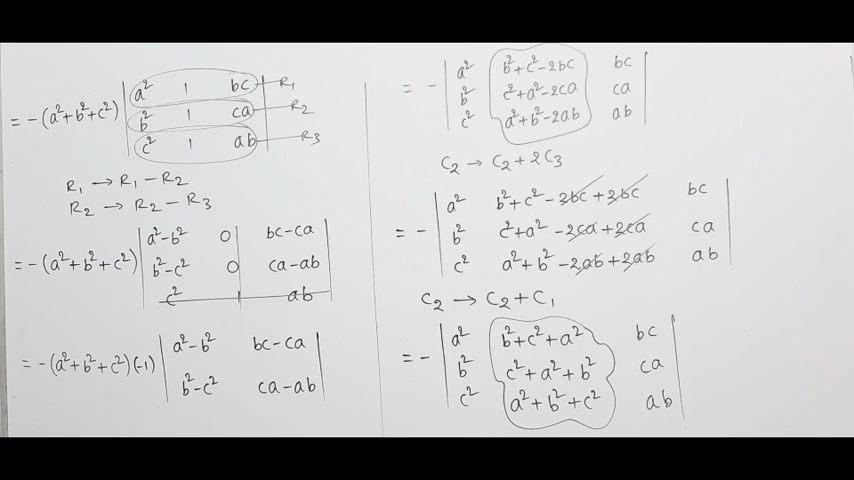 = -(a²+b²+c²) | a² 1 bc | R₁
| b² 1 ca | R₂
| c² 1 ab | R₃
R₁ → R₁ - R₂
R₂ → R₂ - R₃
= -(a²+b²+c²) | a²-b² 0 bc-ca |
| b²-c² 0 ca-ab |
| c² 1 ab |
= -(a²+b²+c²)(-1) | a²-b² bc-ca |
| b²-c² ca-ab |
= - | a² b²+c²-2bc bc |
| b² c²+a²-2ca ca |
| c² a²+b²-2ab ab |
C₂ → C₂+2C₃
= - | a² b²+c²-2bc+2bc bc |
| b² c²+a²-2ca+2ca ca |
| c² a²+b²-2ab+2ab ab |
C₂ → C₂+C₁
= - | a² b²+c²+a² bc |
| b² c²+a²+b² ca |
| c² a²+b²+c² ab |